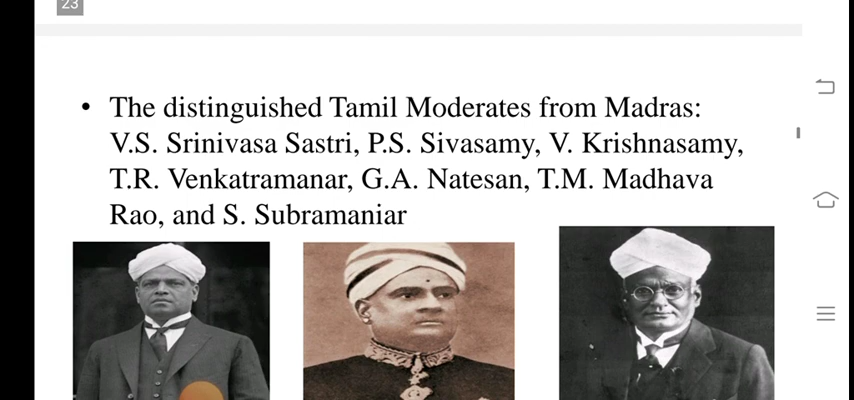 23
• The distinguished Tamil Moderates from Madras:
V.S. Srinivasa Sastri, P.S. Sivasamy, V. Krishnasamy,
T.R. Venkatramanar, G.A. Natesan, T.M. Madhava
Rao, and S. Subramaniar